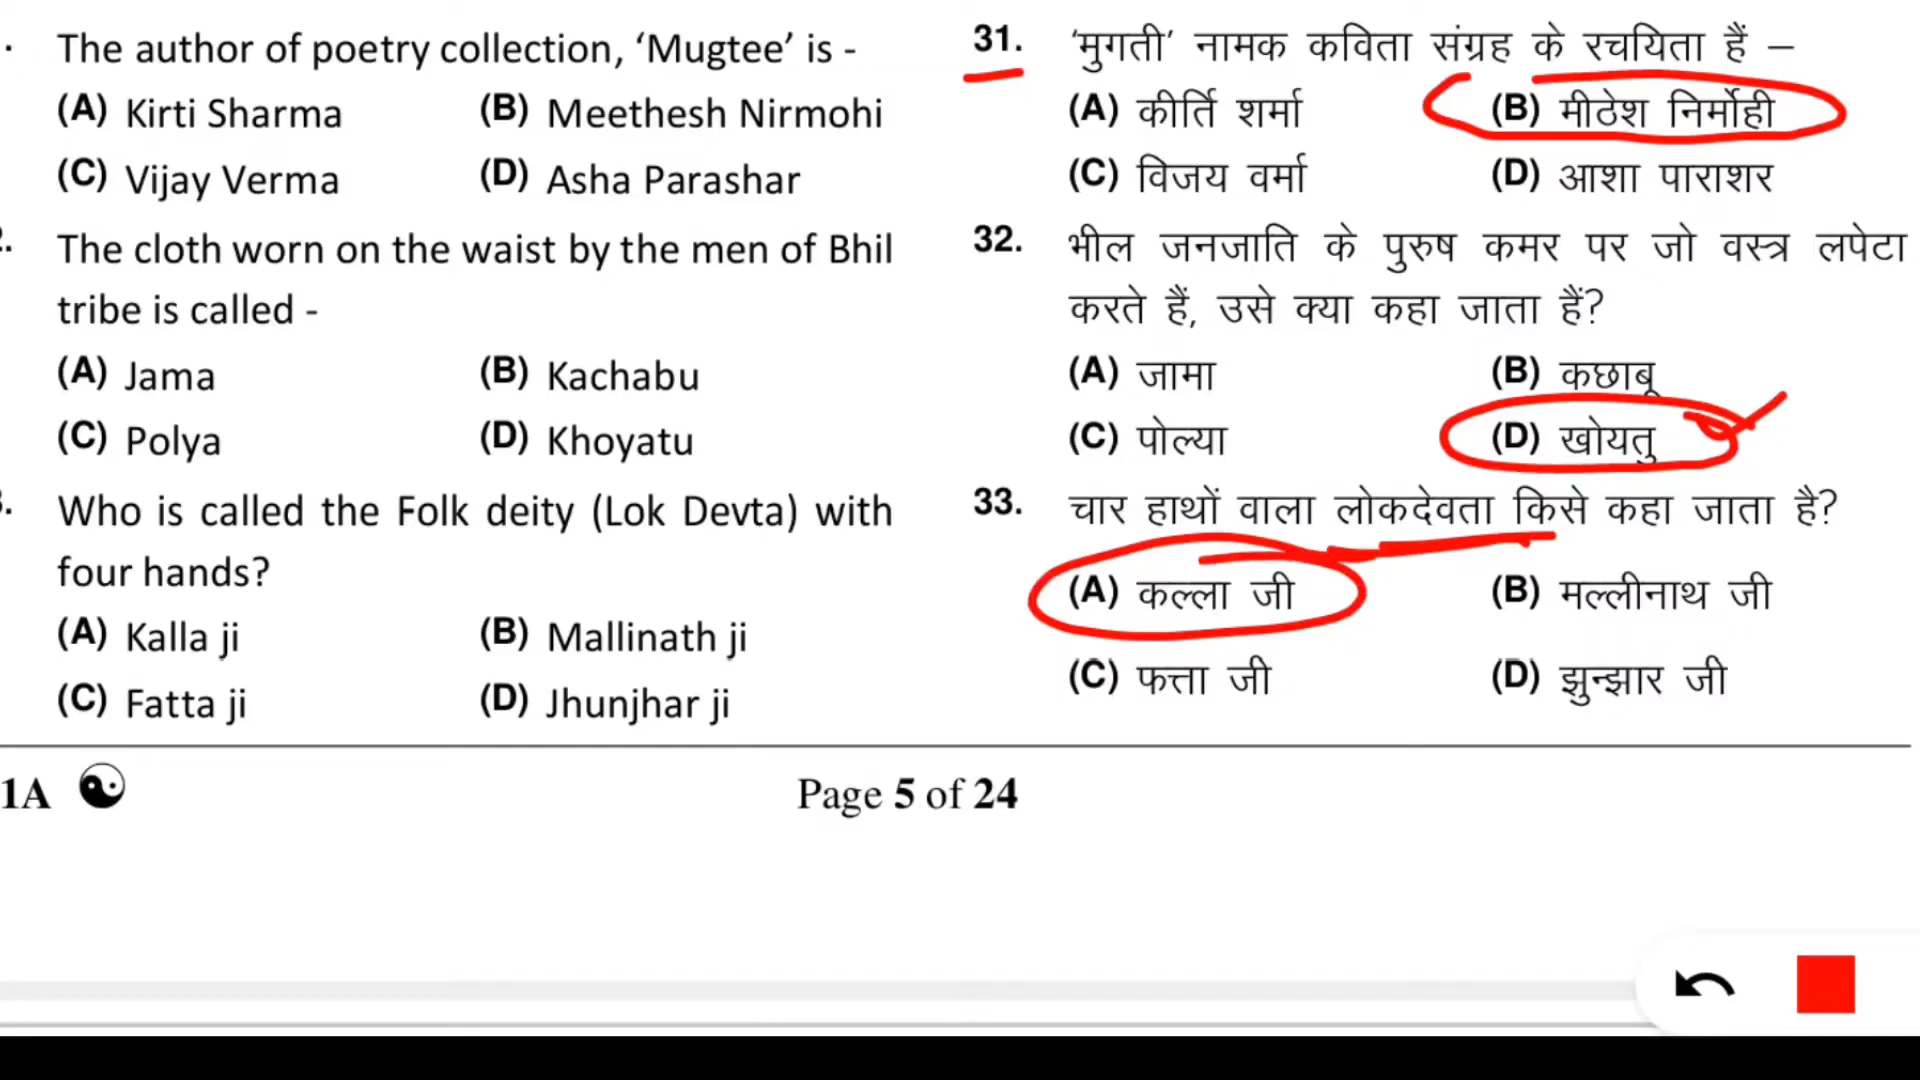 The author of poetry collection, ‘Mugtee’ is -
(A) Kirti Sharma (B) Meethesh Nirmohi
(C) Vijay Verma (D) Asha Parashar
The cloth worn on the waist by the men of Bhil
tribe is called -
(A) Jama (B) Kachabu
(C) Polya (D) Khoyatu
Who is called the Folk deity (Lok Devta) with
four hands?
(A) Kalla ji (B) Mallinath ji
(C) Fatta ji (D) Jhunjhar ji
31. ‘मुगती’ नामक कविता संग्रह के रचयिता हैं –
(A) कीर्ति शर्मा (B) मीठेश निर्मोही
(C) विजय वर्मा (D) आशा पाराशर
32. भील जनजाति के पुरुष कमर पर जो वस्त्र लपेटा
करते हैं, उसे क्या कहा जाता हैं?
(A) जामा (B) कछाबू
(C) पोल्या (D) खोयतु
33. चार हाथों वाला लोकदेवता किसे कहा जाता है?
(A) कल्ला जी (B) मल्लीनाथ जी
(C) फत्ता जी (D) झुन्झार जी
1A Page 5 of 24